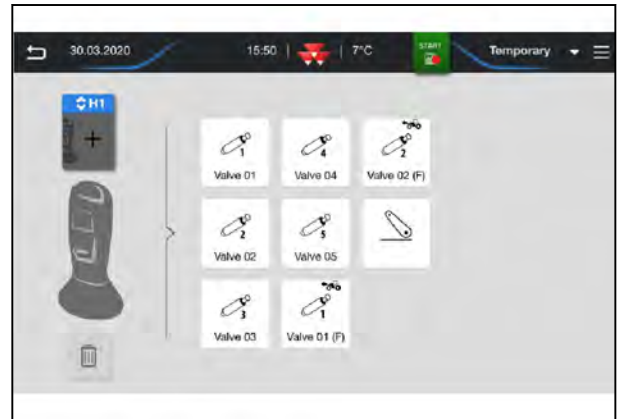 30.03.2020 15:50 7°C START Temporary
H1
1 4 2
Valve 01 Valve 04 Valve 02 (F)
2 5
Valve 02 Valve 05
3 1
Valve 03 Valve 01 (F)